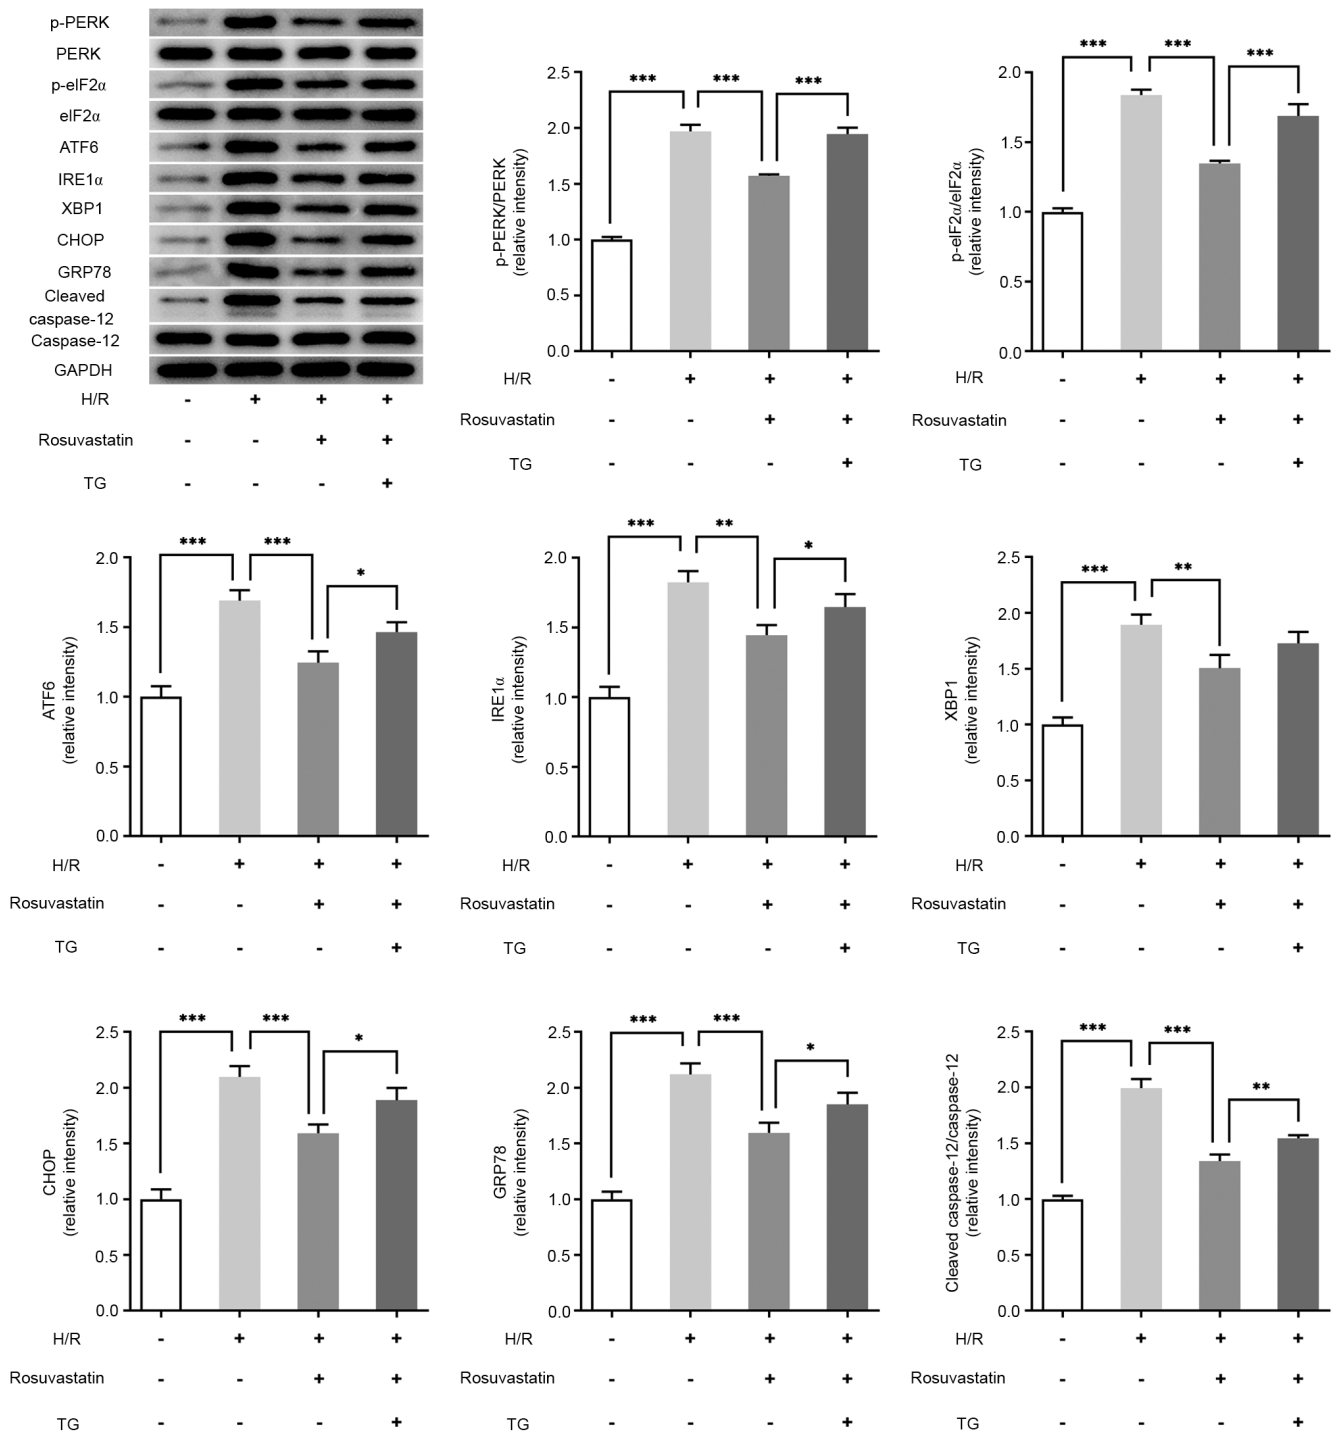 p-PERK
PERK
p-eIF2α
eIF2α
ATF6
IRE1α
XBP1
CHOP
GRP78
Cleaved
caspase-12
Caspase-12
GAPDH
H/R - + + +
Rosuvastatin - - + +
TG - - - +
p-PERK/PERK
(relative intensity)
2.5
2.0
1.5
1.0
0.5
0.0
*** *** ***
H/R - + + +
Rosuvastatin - - + +
TG - - - +
p-eIF2α/eIF2α
(relative intensity)
2.0
1.5
1.0
0.5
0.0
*** *** ***
H/R - + + +
Rosuvastatin - - + +
TG - - - +
ATF6
(relative intensity)
2.0
1.5
1.0
0.5
0.0
*** *** *
H/R - + + +
Rosuvastatin - - + +
TG - - - +
IRE1α
(relative intensity)
2.0
1.5
1.0
0.5
0.0
*** ** *
H/R - + + +
Rosuvastatin - - + +
TG - - - +
XBP1
(relative intensity)
2.5
2.0
1.5
1.0
0.5
0.0
*** **
H/R - + + +
Rosuvastatin - - + +
TG - - - +
CHOP
(relative intensity)
2.5
2.0
1.5
1.0
0.5
0.0
*** *** *
H/R - + + +
Rosuvastatin - - + +
TG - - - +
GRP78
(relative intensity)
2.5
2.0
1.5
1.0
0.5
0.0
*** *** *
H/R - + + +
Rosuvastatin - - + +
TG - - - +
Cleaved caspase-12/caspase-12
(relative intensity)
2.5
2.0
1.5
1.0
0.5
0.0
*** *** **
H/R - + + +
Rosuvastatin - - + +
TG - - - +